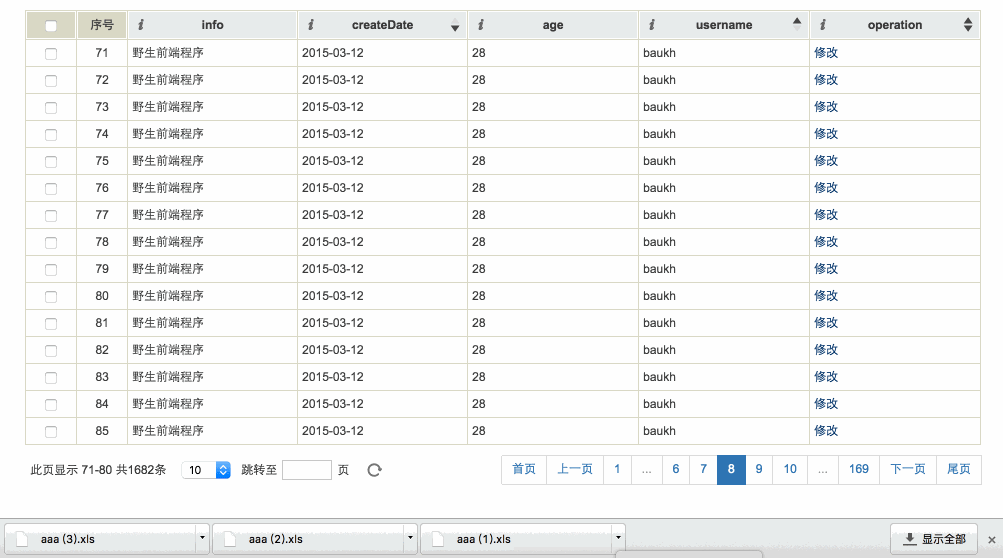 序号 i info i createDate i age i username i operation
71 野生前端程序 2015-03-12 28 baukh 修改
72 野生前端程序 2015-03-12 28 baukh 修改
73 野生前端程序 2015-03-12 28 baukh 修改
74 野生前端程序 2015-03-12 28 baukh 修改
75 野生前端程序 2015-03-12 28 baukh 修改
76 野生前端程序 2015-03-12 28 baukh 修改
77 野生前端程序 2015-03-12 28 baukh 修改
78 野生前端程序 2015-03-12 28 baukh 修改
79 野生前端程序 2015-03-12 28 baukh 修改
80 野生前端程序 2015-03-12 28 baukh 修改
81 野生前端程序 2015-03-12 28 baukh 修改
82 野生前端程序 2015-03-12 28 baukh 修改
83 野生前端程序 2015-03-12 28 baukh 修改
84 野生前端程序 2015-03-12 28 baukh 修改
85 野生前端程序 2015-03-12 28 baukh 修改
此页显示 71-80 共1682条 10 跳转至 页 首页 上一页 1 ... 6 7 8 9 10 ... 169 下一页 尾页
aaa (3).xls aaa (2).xls aaa (1).xls 显示全部